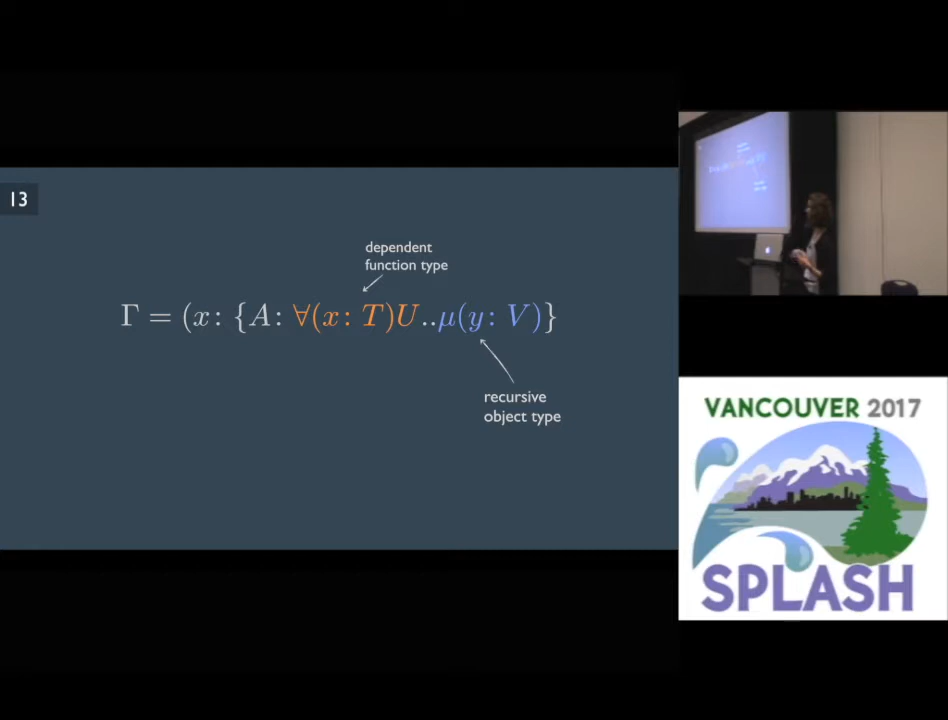 13
dependent
function type
Γ = (x: {A: ∀(x: T)U..μ(y: V)}
recursive
object type
VANCOUVER 2017
SPLASH